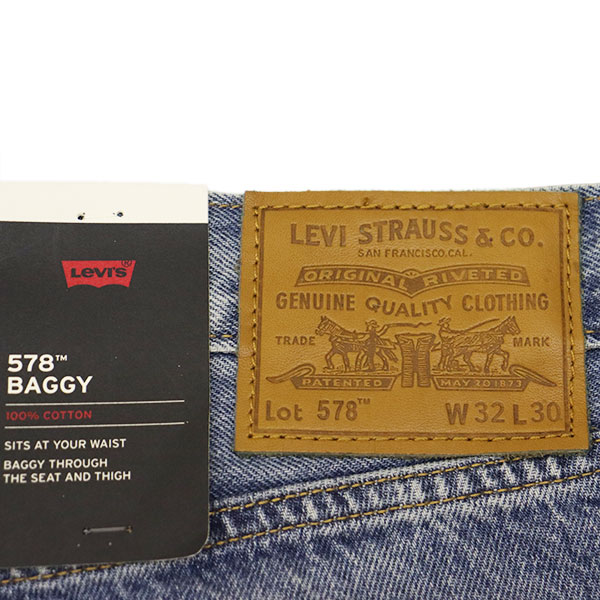 Levi's
578™
BAGGY
100% COTTON
SITS AT YOUR WAIST
BAGGY THROUGH
THE SEAT AND THIGH
LEVI STRAUSS & CO.
SAN FRANCISCO, CAL.
ORIGINAL RIVETED
GENUINE QUALITY CLOTHING
TRADE MARK
PATENTED MAY 20 1873
Lot 578™ W 32 L 30